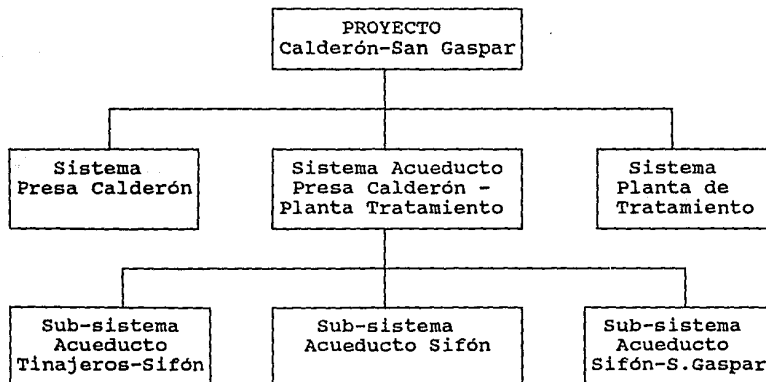 PROYECTO
Calderón-San Gaspar
Sistema
Presa Calderón
Sistema Acueducto
Presa Calderón -
Planta Tratamiento
Sistema
Planta de
Tratamiento
Sub-sistema
Acueducto
Tinajeros-Sifón
Sub-sistema
Acueducto Sifón
Sub-sistema
Acueducto
Sifón-S.Gaspar